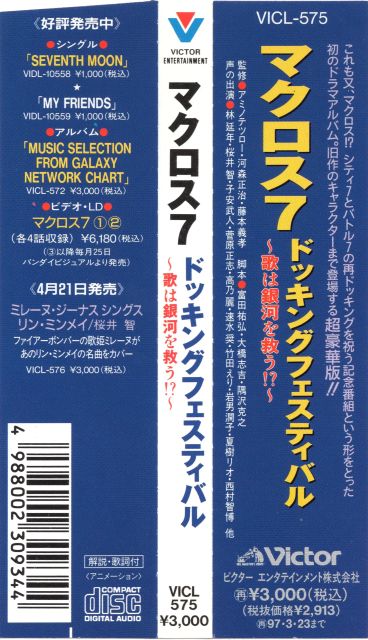 《好評発売中》
●シングル●
「SEVENTH MOON」
VIDL-10558 ¥1,000(税込)
★
「MY FRIENDS」
VIDL-10559 ¥1,000(税込)
●アルバム●
「MUSIC SELECTION
FROM GALAXY
NETWORK CHART」
VICL-572 ¥3,000(税込)
●ビデオ・LD●
マクロス7 ①②
(各4話収録) ¥6,180(税込)
(③以降毎月25日
バンダイビジュアルより発売)
《4月21日発売》
ミレーヌ・ジーナス シングス
リン・ミンメイ/桜井 智
ファイアーボンバーの歌姫ミレーヌが
あのリン・ミンメイの名曲をカバー
VICL-576 ¥3,000(税込)
4 988002 309344
解説・歌詞付
〈アニメーション〉
COMPACT
disc
DIGITAL AUDIO
VICTOR
ENTERTAINMENT
マクロス7 ドッキングフェスティバル
〜歌は銀河を救う!?〜
VICL
575
¥3,000
VICL-575
これも又、マクロス!? シティ7とバトル7の再ドッキングを祝う記念番組という形をとった
初のドラマアルバム。旧作のキャラクターまで登場する超豪華版!!
マクロス7 ドッキングフェスティバル
〜歌は銀河を救う!?〜
監修●アミノテツロー・河森正治・藤本義孝 脚本●富田祐弘・大橋志吉・隅沢克之
声の出演●林 延年・桜井 智・子安武人・菅原正志・高乃 麗・速水 奨・竹田えり・岩男潤子・夏樹リオ・西村智博 他
Victor
ビクター エンタテインメント株式会社
再¥3,000(税込)
(税抜価格¥2,913)
再97・3・23まで